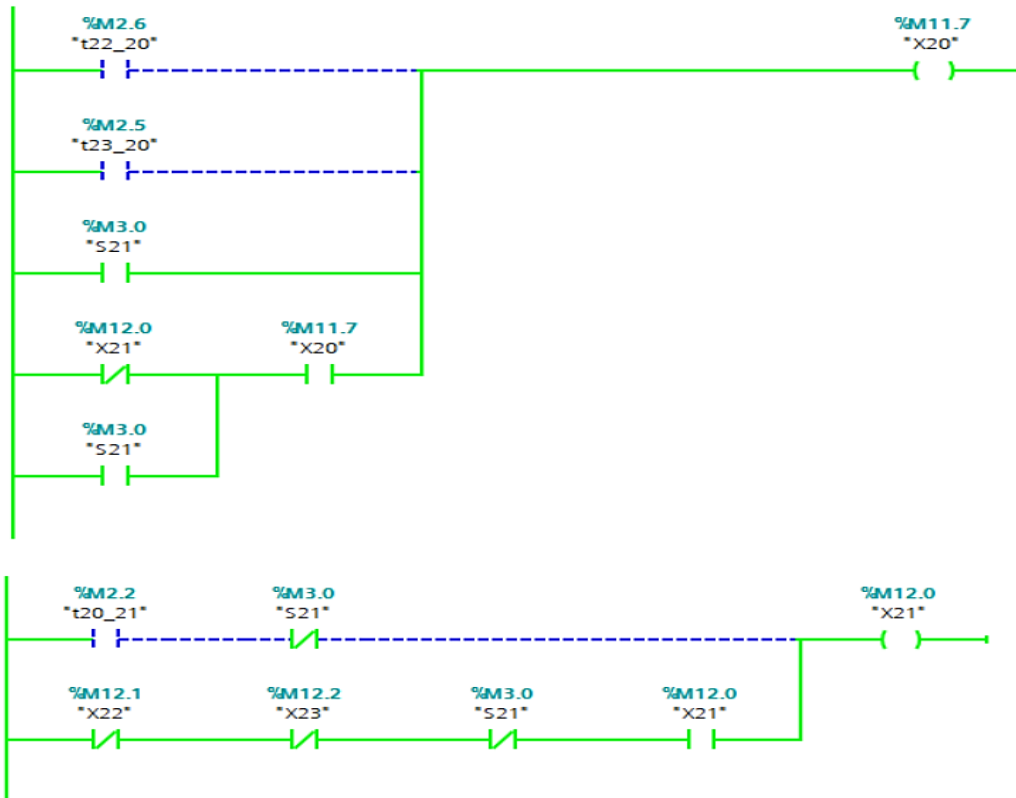 %M2.6 %M11.7
"t22_20" "X20"
%M2.5
"t23_20"
%M3.0
"S21"
%M12.0 %M11.7
"X21" "X20"
%M3.0
"S21"
%M2.2 %M3.0 %M12.0
"t20_21" "S21" "X21"
%M12.1 %M12.2 %M3.0 %M12.0
"X22" "X23" "S21" "X21"